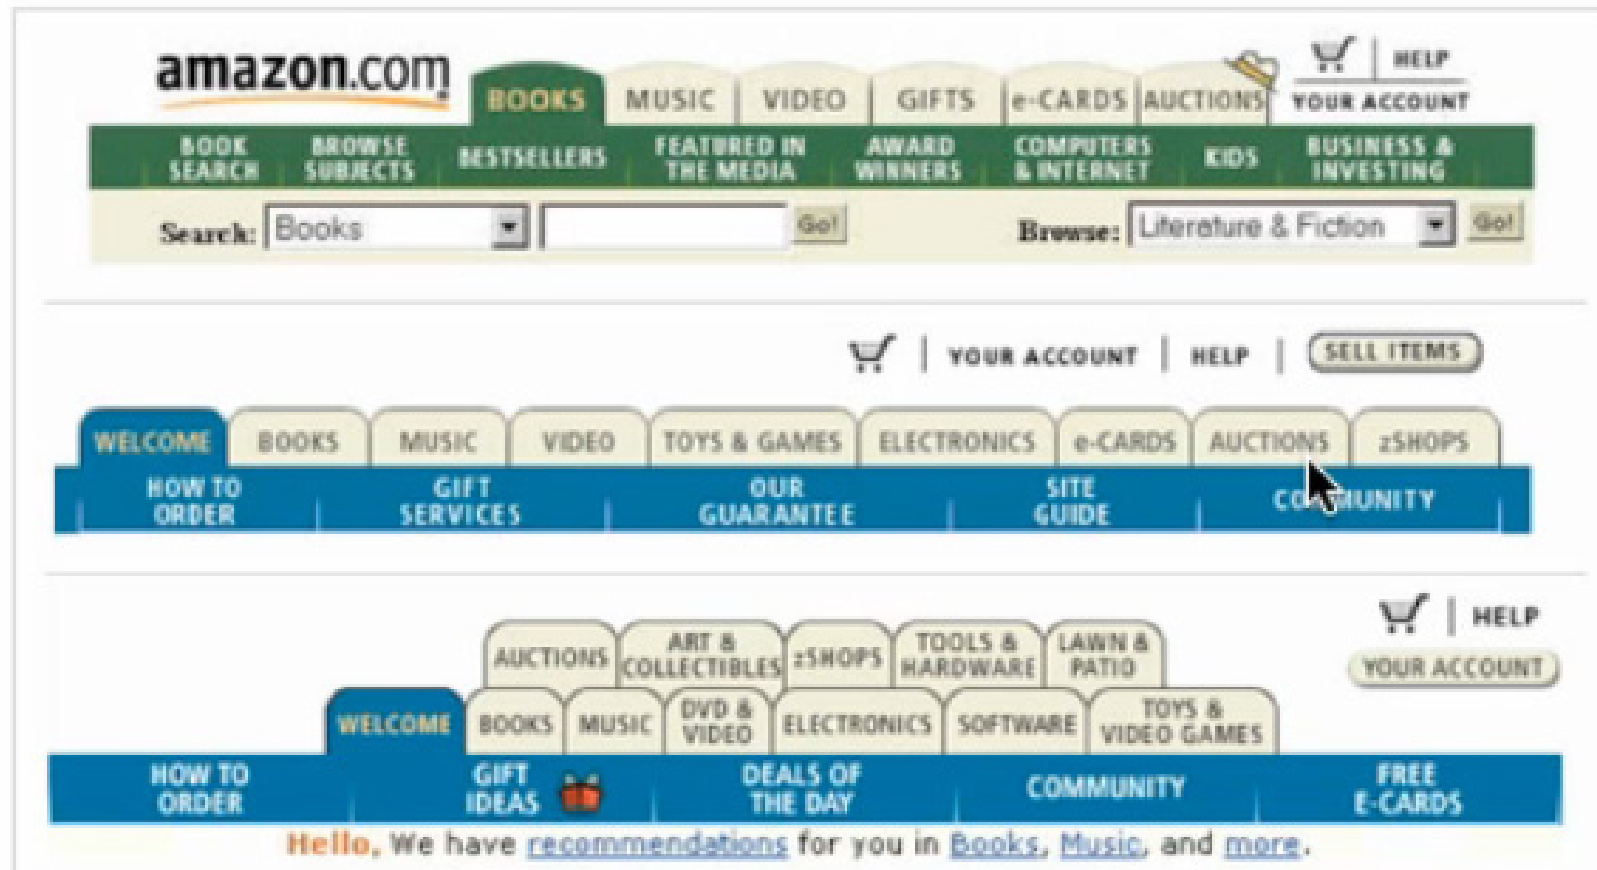 amazon.com
BOOKS MUSIC VIDEO GIFTS e-CARDS AUCTIONS
HELP
YOUR ACCOUNT
BOOK SEARCH BROWSE SUBJECTS BESTSELLERS FEATURED IN THE MEDIA AWARD WINNERS COMPUTERS & INTERNET KIDS BUSINESS & INVESTING
Search: Books Go! Browse: Literature & Fiction Go!
YOUR ACCOUNT HELP SELL ITEMS
WELCOME BOOKS MUSIC VIDEO TOYS & GAMES ELECTRONICS e-CARDS AUCTIONS zSHOPS
HOW TO ORDER GIFT SERVICES OUR GUARANTEE SITE GUIDE COMMUNITY
HELP
YOUR ACCOUNT
AUCTIONS ART & COLLECTIBLES zSHOPS TOOLS & HARDWARE LAWN & PATIO
WELCOME BOOKS MUSIC DVD & VIDEO ELECTRONICS SOFTWARE TOYS & VIDEO GAMES
HOW TO ORDER GIFT IDEAS DEALS OF THE DAY COMMUNITY FREE E-CARDS
Hello, We have recommendations for you in Books, Music, and more.